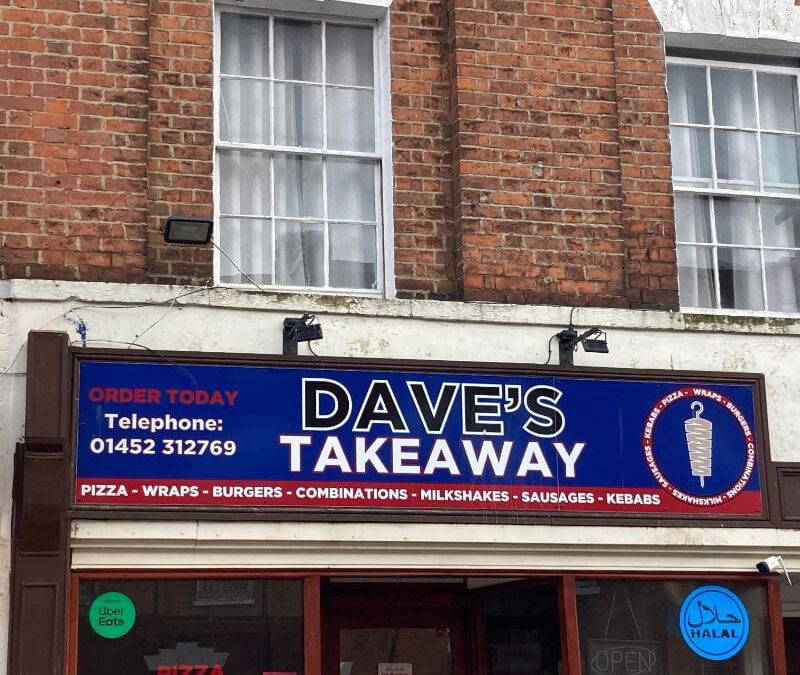 ORDER TODAY
Telephone:
01452 312769
DAVE'S
TAKEAWAY
PIZZA - WRAPS - BURGERS - COMBINATIONS - MILKSHAKES - SAUSAGES - KEBABS
KEBABS - PIZZA - WRAPS - BURGERS - COMBINATIONS - MILKSHAKES - SAUSAGES -
Uber
Eats
PIZZA
حلال
HALAL
OPEN